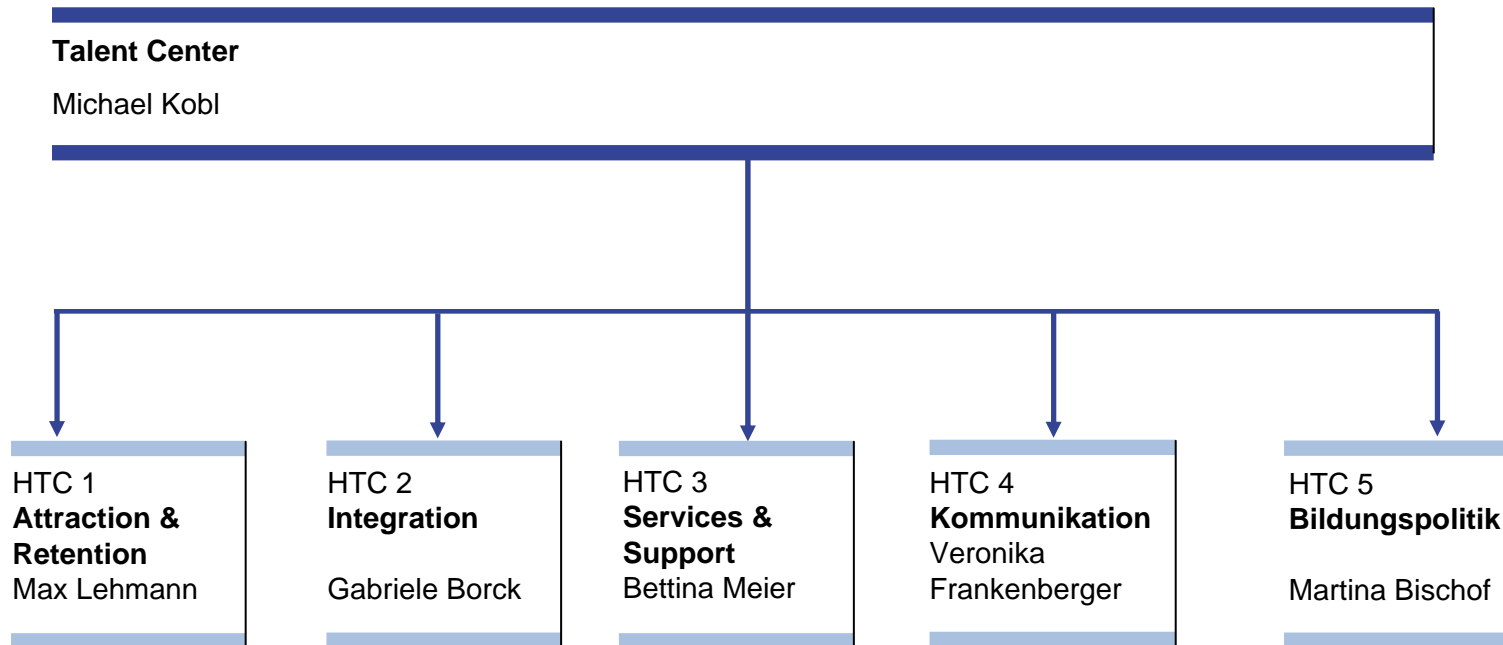 Talent Center
Michael Kobl
HTC 1
Attraction &
Retention
Max Lehmann
HTC 2
Integration
Gabriele Borck
HTC 3
Services &
Support
Bettina Meier
HTC 4
Kommunikation
Veronika
Frankenberger
HTC 5
Bildungspolitik
Martina Bischof